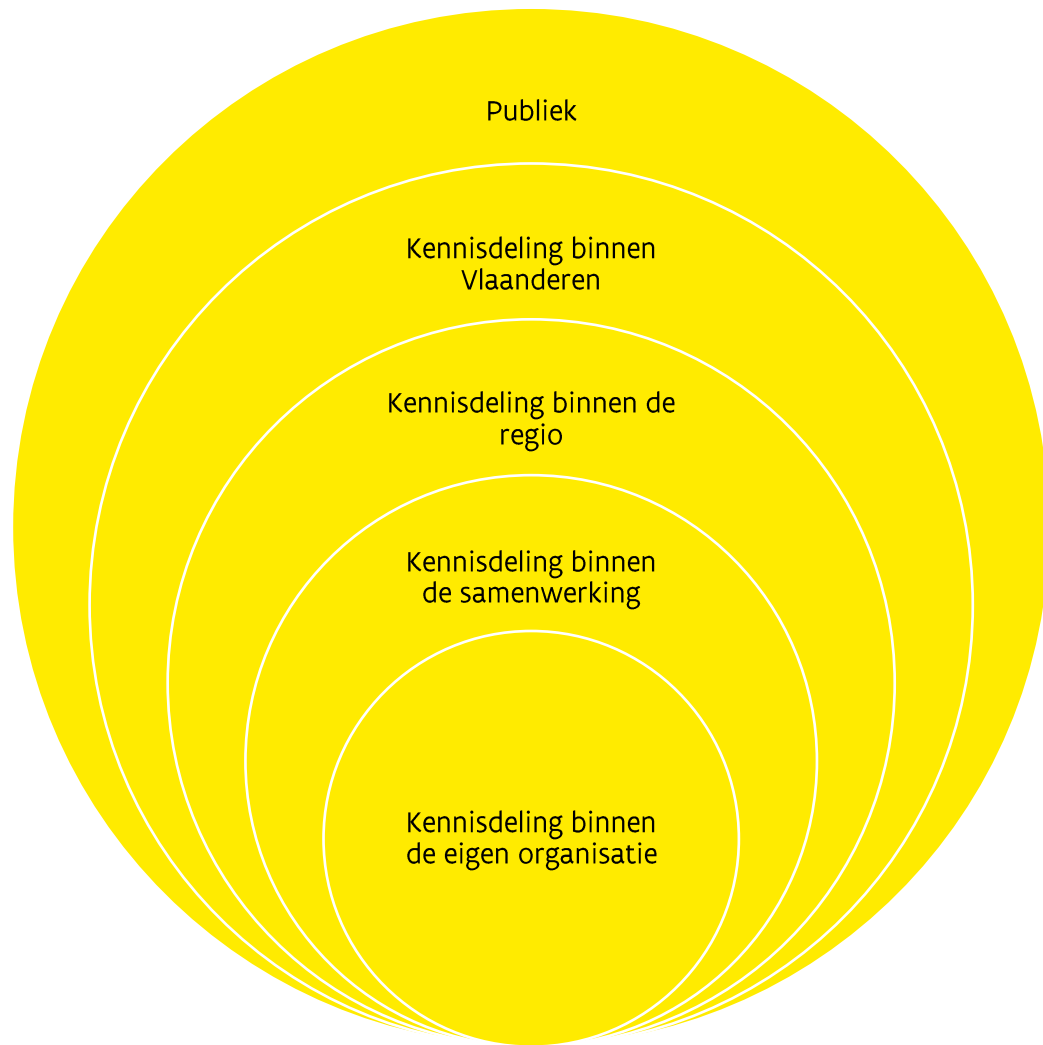 Publiek
Kennisdeling binnen
Vlaanderen
Kennisdeling binnen de
regio
Kennisdeling binnen
de samenwerking
Kennisdeling binnen
de eigen organisatie